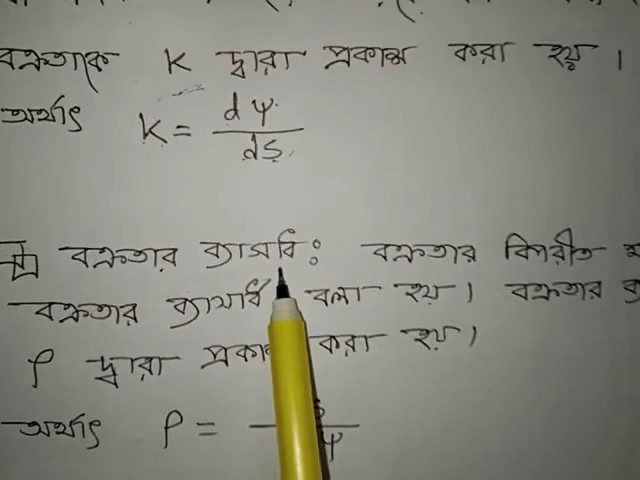 বক্রতাকে K দ্বারা প্রকাশ করা হয়।
অর্থাৎ K = dψ/dS
বক্রতার ব্যাসার্ধ: বক্রতার বিপরীত
বক্রতার ব্যাসার্ধ বলা হয়। বক্রতার
ρ দ্বারা প্রকাশ করা হয়।
অর্থাৎ ρ =